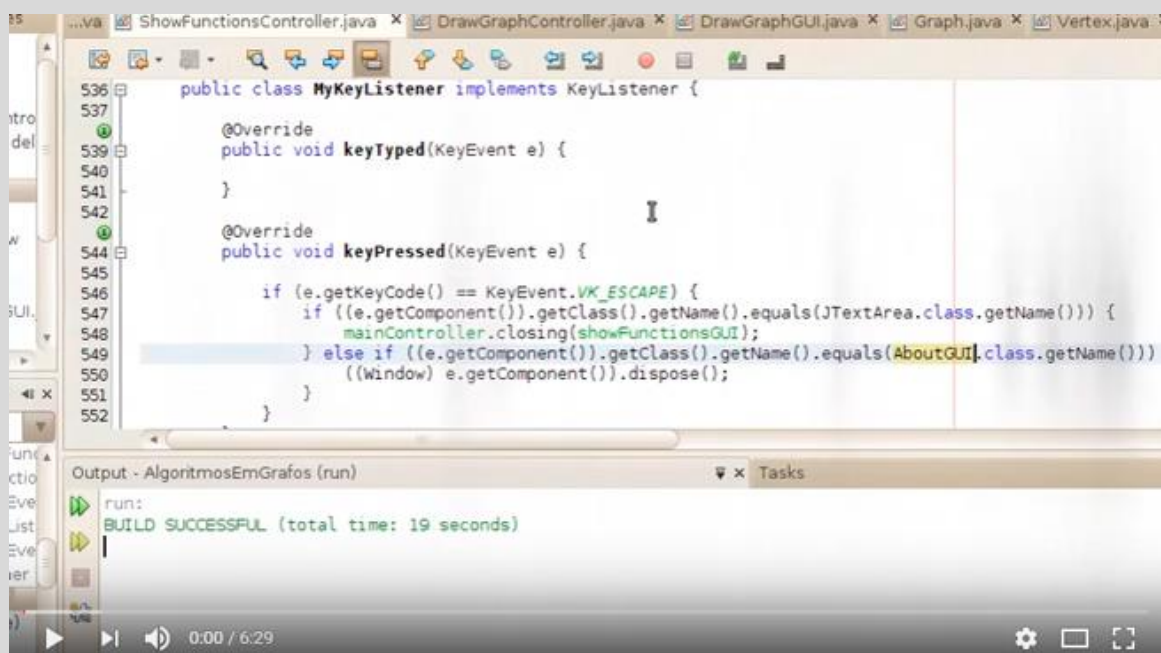 ...va ShowFunctionsController.java × DrawGraphController.java × DrawGraphGUI.java × Graph.java × Vertex.java
536 public class MyKeyListener implements KeyListener {
537
@Override
539 public void keyTyped(KeyEvent e) {
540
541 }
542
@Override
544 public void keyPressed(KeyEvent e) {
545
546 if (e.getKeyCode() == KeyEvent.VK_ESCAPE) {
547 if ((e.getComponent()).getClass().getName().equals(JTextArea.class.getName())) {
548 mainController.closing(showFunctionsGUI);
549 } else if ((e.getComponent()).getClass().getName().equals(AboutGUI.class.getName()))
550 ((Window) e.getComponent()).dispose();
551 }
552 }
Output - AlgoritmosEmGrafos (run) × Tasks
run:
BUILD SUCCESSFUL (total time: 19 seconds)
0:00 / 6:29